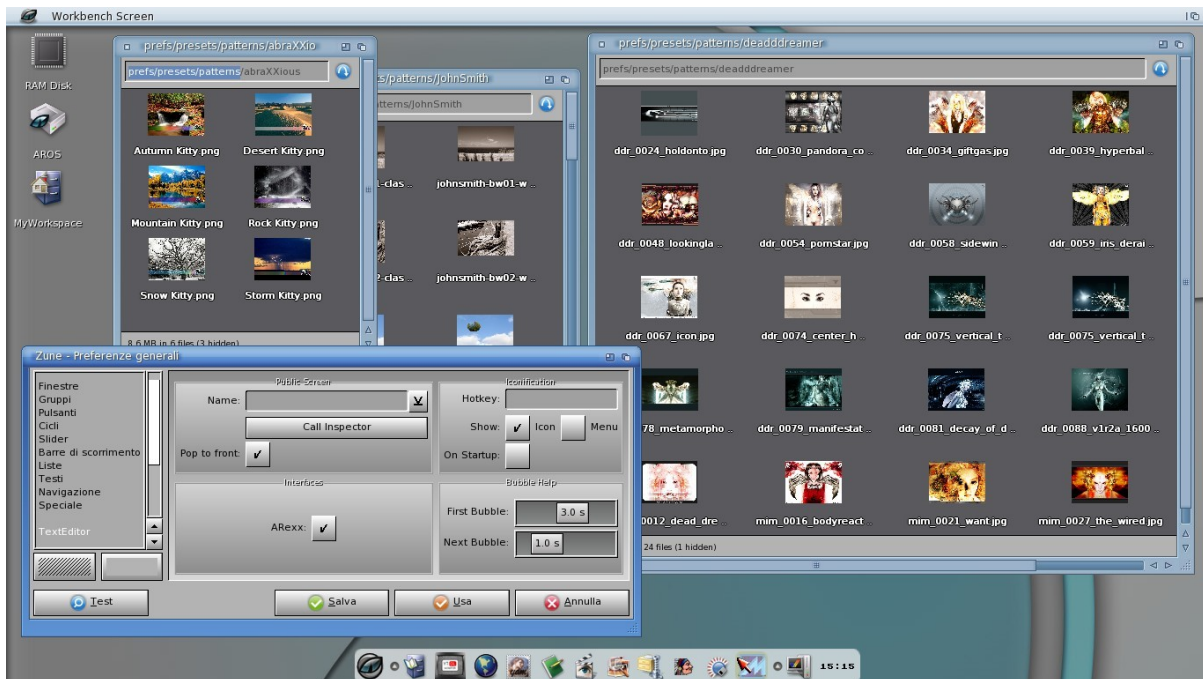 Workbench Screen
RAM Disk
AROS
MyWorkspace
prefs/presets/patterns/abraXXio
prefs/presets/patterns/abraXXious
Autumn Kitty.png
Desert Kitty.png
Mountain Kitty.png
Rock Kitty.png
Snow Kitty.png
Storm Kitty.png
8,6 MB in 6 files (3 hidden)
s/patterns/JohnSmith
tterns/JohnSmith
1-clas ..
johnsmith-bw01-w ..
2-clas ..
johnsmith-bw02-w ..
prefs/presets/patterns/deadddreamer
prefs/presets/patterns/deadddreamer
ddr_0024_holdonto.jpg
ddr_0030_pandora_co ..
ddr_0034_giftgas.jpg
ddr_0039_hyperbal ..
ddr_0048_lookingla ..
ddr_0054_pornstar.jpg
ddr_0058_sidewin ..
ddr_0059_iris_derai ..
ddr_0067_icon.jpg
ddr_0074_center_h ..
ddr_0075_vertical_t ..
ddr_0075_vertical_t ..
78_metamorpho ..
ddr_0079_manifestat ..
ddr_0081_decay_of_d ..
ddr_0088_v1r2a_1600 ..
0012_dead_dre ..
mim_0016_bodyreact ..
mim_0021_want.jpg
mim_0027_the_wired.jpg
24 files (1 hidden)
Zune - Preferenze generali
Finestre
Gruppi
Pulsanti
Cicli
Slider
Barre di scorrimento
Liste
Testi
Navigazione
Speciale
TextEditor
Public Screen
Name:
Call Inspector
Pop to front:
Iconification
Hotkey:
Show:
Icon
Menu
On Startup:
Interfaces
ARexx:
Bubble Help
First Bubble:
3.0 s
Next Bubble:
1.0 s
Test
Salva
Usa
Annulla
15:15